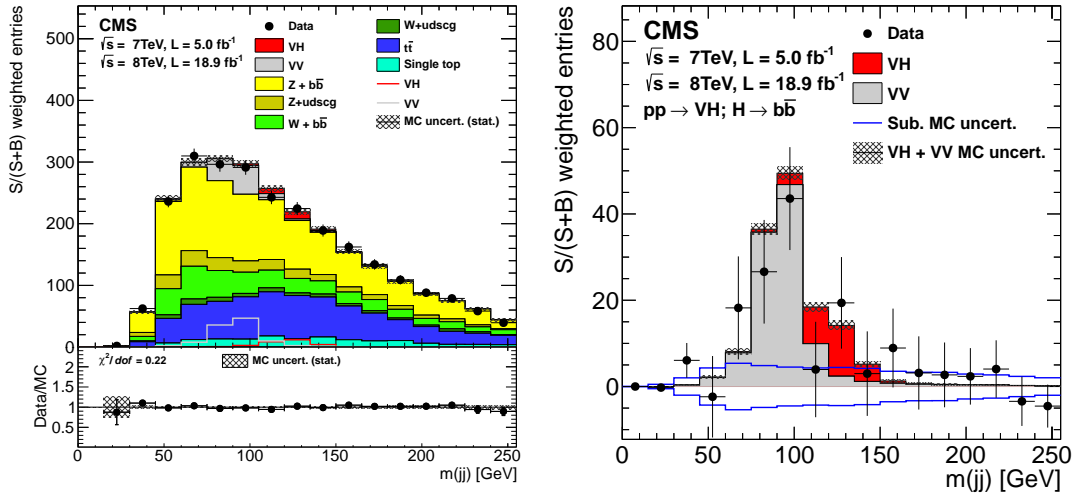 CMS
√s = 7TeV, L = 5.0 fb⁻¹
√s = 8TeV, L = 18.9 fb⁻¹
Data
VH
VV
Z + bb̄
Z+udscg
W + bb̄
W+udscg
tt̄
Single top
VH
VV
MC uncert. (stat.)
S/(S+B) weighted entries
500
400
300
200
100
0
χ²/dof = 0.22
MC uncert. (stat.)
Data/MC
2
1.5
1
0.5
0 50 100 150 200 250
m(jj) [GeV]
CMS
√s = 7TeV, L = 5.0 fb⁻¹
√s = 8TeV, L = 18.9 fb⁻¹
pp → VH; H → bb̄
Data
VH
VV
Sub. MC uncert.
VH + VV MC uncert.
S/(S+B) weighted entries
80
60
40
20
0
0 50 100 150 200 250
m(jj) [GeV]